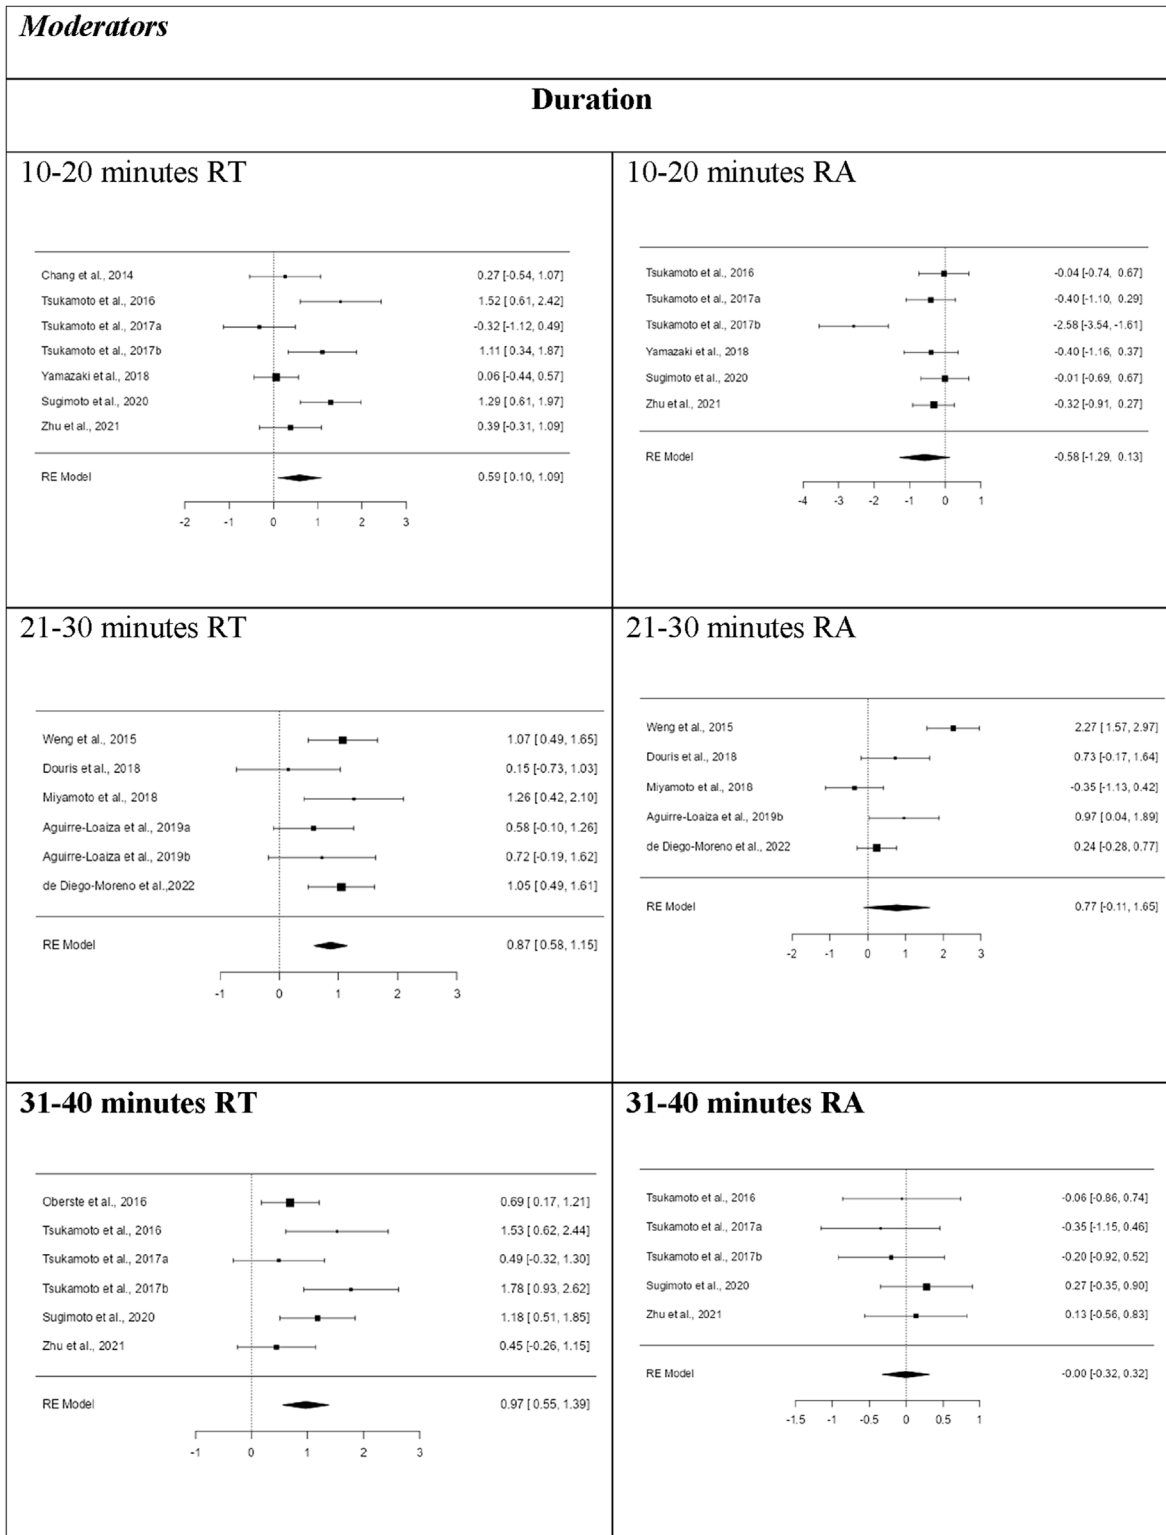 Moderators
Duration
10-20 minutes RT
Chang et al., 2014 0.27 [-0.54, 1.07]
Tsukamoto et al., 2016 1.52 [ 0.61, 2.42]
Tsukamoto et al., 2017a -0.32 [-1.12, 0.49]
Tsukamoto et al., 2017b 1.11 [ 0.34, 1.87]
Yamazaki et al., 2018 0.06 [-0.44, 0.57]
Sugimoto et al., 2020 1.29 [ 0.61, 1.97]
Zhu et al., 2021 0.39 [-0.31, 1.09]
RE Model 0.59 [ 0.10, 1.09]
-2 -1 0 1 2 3
10-20 minutes RA
Tsukamoto et al., 2016 -0.04 [-0.74, 0.67]
Tsukamoto et al., 2017a -0.40 [-1.10, 0.29]
Tsukamoto et al., 2017b -2.58 [-3.54, -1.61]
Yamazaki et al., 2018 -0.40 [-1.16, 0.37]
Sugimoto et al., 2020 -0.01 [-0.69, 0.67]
Zhu et al., 2021 -0.32 [-0.91, 0.27]
RE Model -0.58 [-1.29, 0.13]
-4 -3 -2 -1 0 1
21-30 minutes RT
Weng et al., 2015 1.07 [ 0.49, 1.65]
Douris et al., 2018 0.15 [-0.73, 1.03]
Miyamoto et al., 2018 1.26 [ 0.42, 2.10]
Aguirre-Loaiza et al., 2019a 0.58 [-0.10, 1.26]
Aguirre-Loaiza et al., 2019b 0.72 [-0.19, 1.62]
de Diego-Moreno et al.,2022 1.05 [ 0.49, 1.61]
RE Model 0.87 [ 0.58, 1.15]
-1 0 1 2 3
21-30 minutes RA
Weng et al., 2015 2.27 [ 1.57, 2.97]
Douris et al., 2018 0.73 [-0.17, 1.64]
Miyamoto et al., 2018 -0.35 [-1.13, 0.42]
Aguirre-Loaiza et al., 2019b 0.97 [ 0.04, 1.89]
de Diego-Moreno et al., 2022 0.24 [-0.28, 0.77]
RE Model 0.77 [-0.11, 1.65]
-2 -1 0 1 2 3
31-40 minutes RT
Oberste et al., 2016 0.69 [ 0.17, 1.21]
Tsukamoto et al., 2016 1.53 [ 0.62, 2.44]
Tsukamoto et al., 2017a 0.49 [-0.32, 1.30]
Tsukamoto et al., 2017b 1.78 [ 0.93, 2.62]
Sugimoto et al., 2020 1.18 [ 0.51, 1.85]
Zhu et al., 2021 0.45 [-0.26, 1.15]
RE Model 0.97 [ 0.55, 1.39]
-1 0 1 2 3
31-40 minutes RA
Tsukamoto et al., 2016 -0.06 [-0.86, 0.74]
Tsukamoto et al., 2017a -0.35 [-1.15, 0.46]
Tsukamoto et al., 2017b -0.20 [-0.92, 0.52]
Sugimoto et al., 2020 0.27 [-0.35, 0.90]
Zhu et al., 2021 0.13 [-0.56, 0.83]
RE Model -0.00 [-0.32, 0.32]
-1.5 -1 -0.5 0 0.5 1